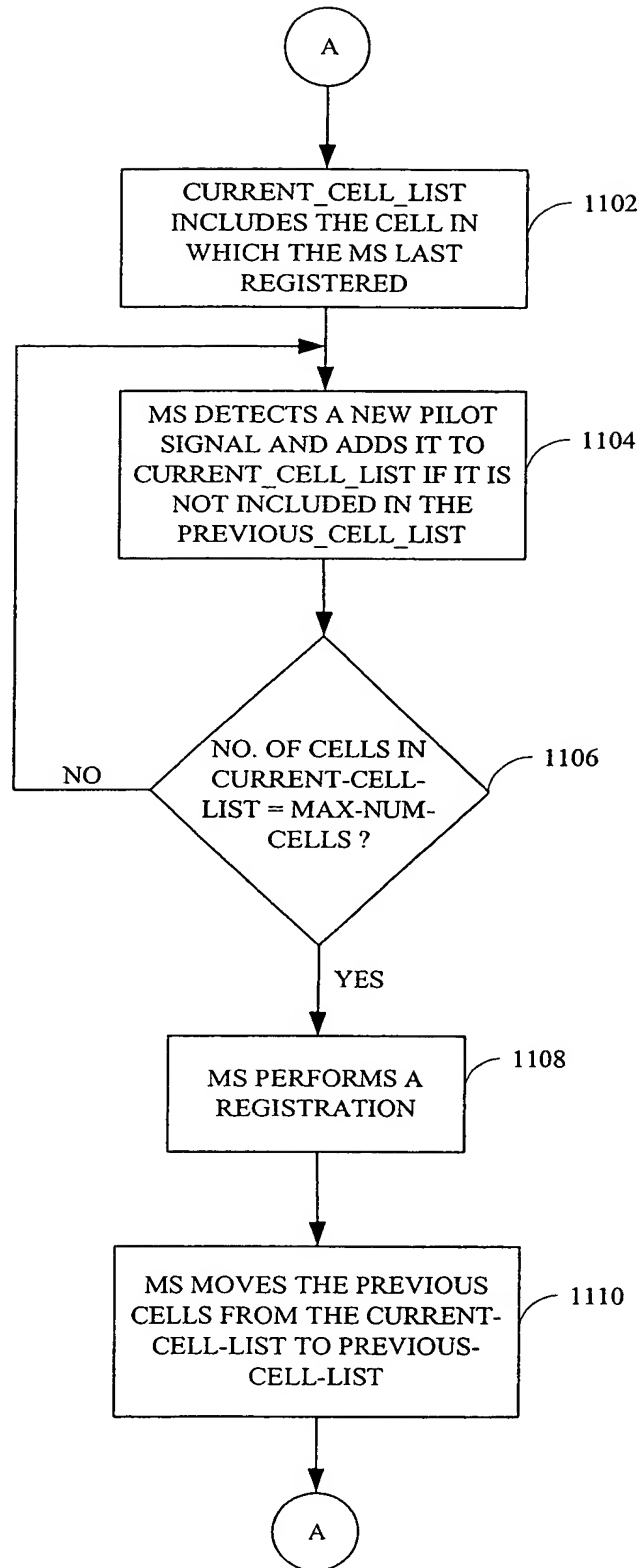 A
CURRENT_CELL_LIST
INCLUDES THE CELL IN
WHICH THE MS LAST
REGISTERED
1102
MS DETECTS A NEW PILOT
SIGNAL AND ADDS IT TO
CURRENT_CELL_LIST IF IT IS
NOT INCLUDED IN THE
PREVIOUS_CELL_LIST
1104
NO. OF CELLS IN
CURRENT-CELL-
LIST = MAX-NUM-
CELLS ?
1106
NO
YES
MS PERFORMS A
REGISTRATION
1108
MS MOVES THE PREVIOUS
CELLS FROM THE CURRENT-
CELL-LIST TO PREVIOUS-
CELL-LIST
1110
A